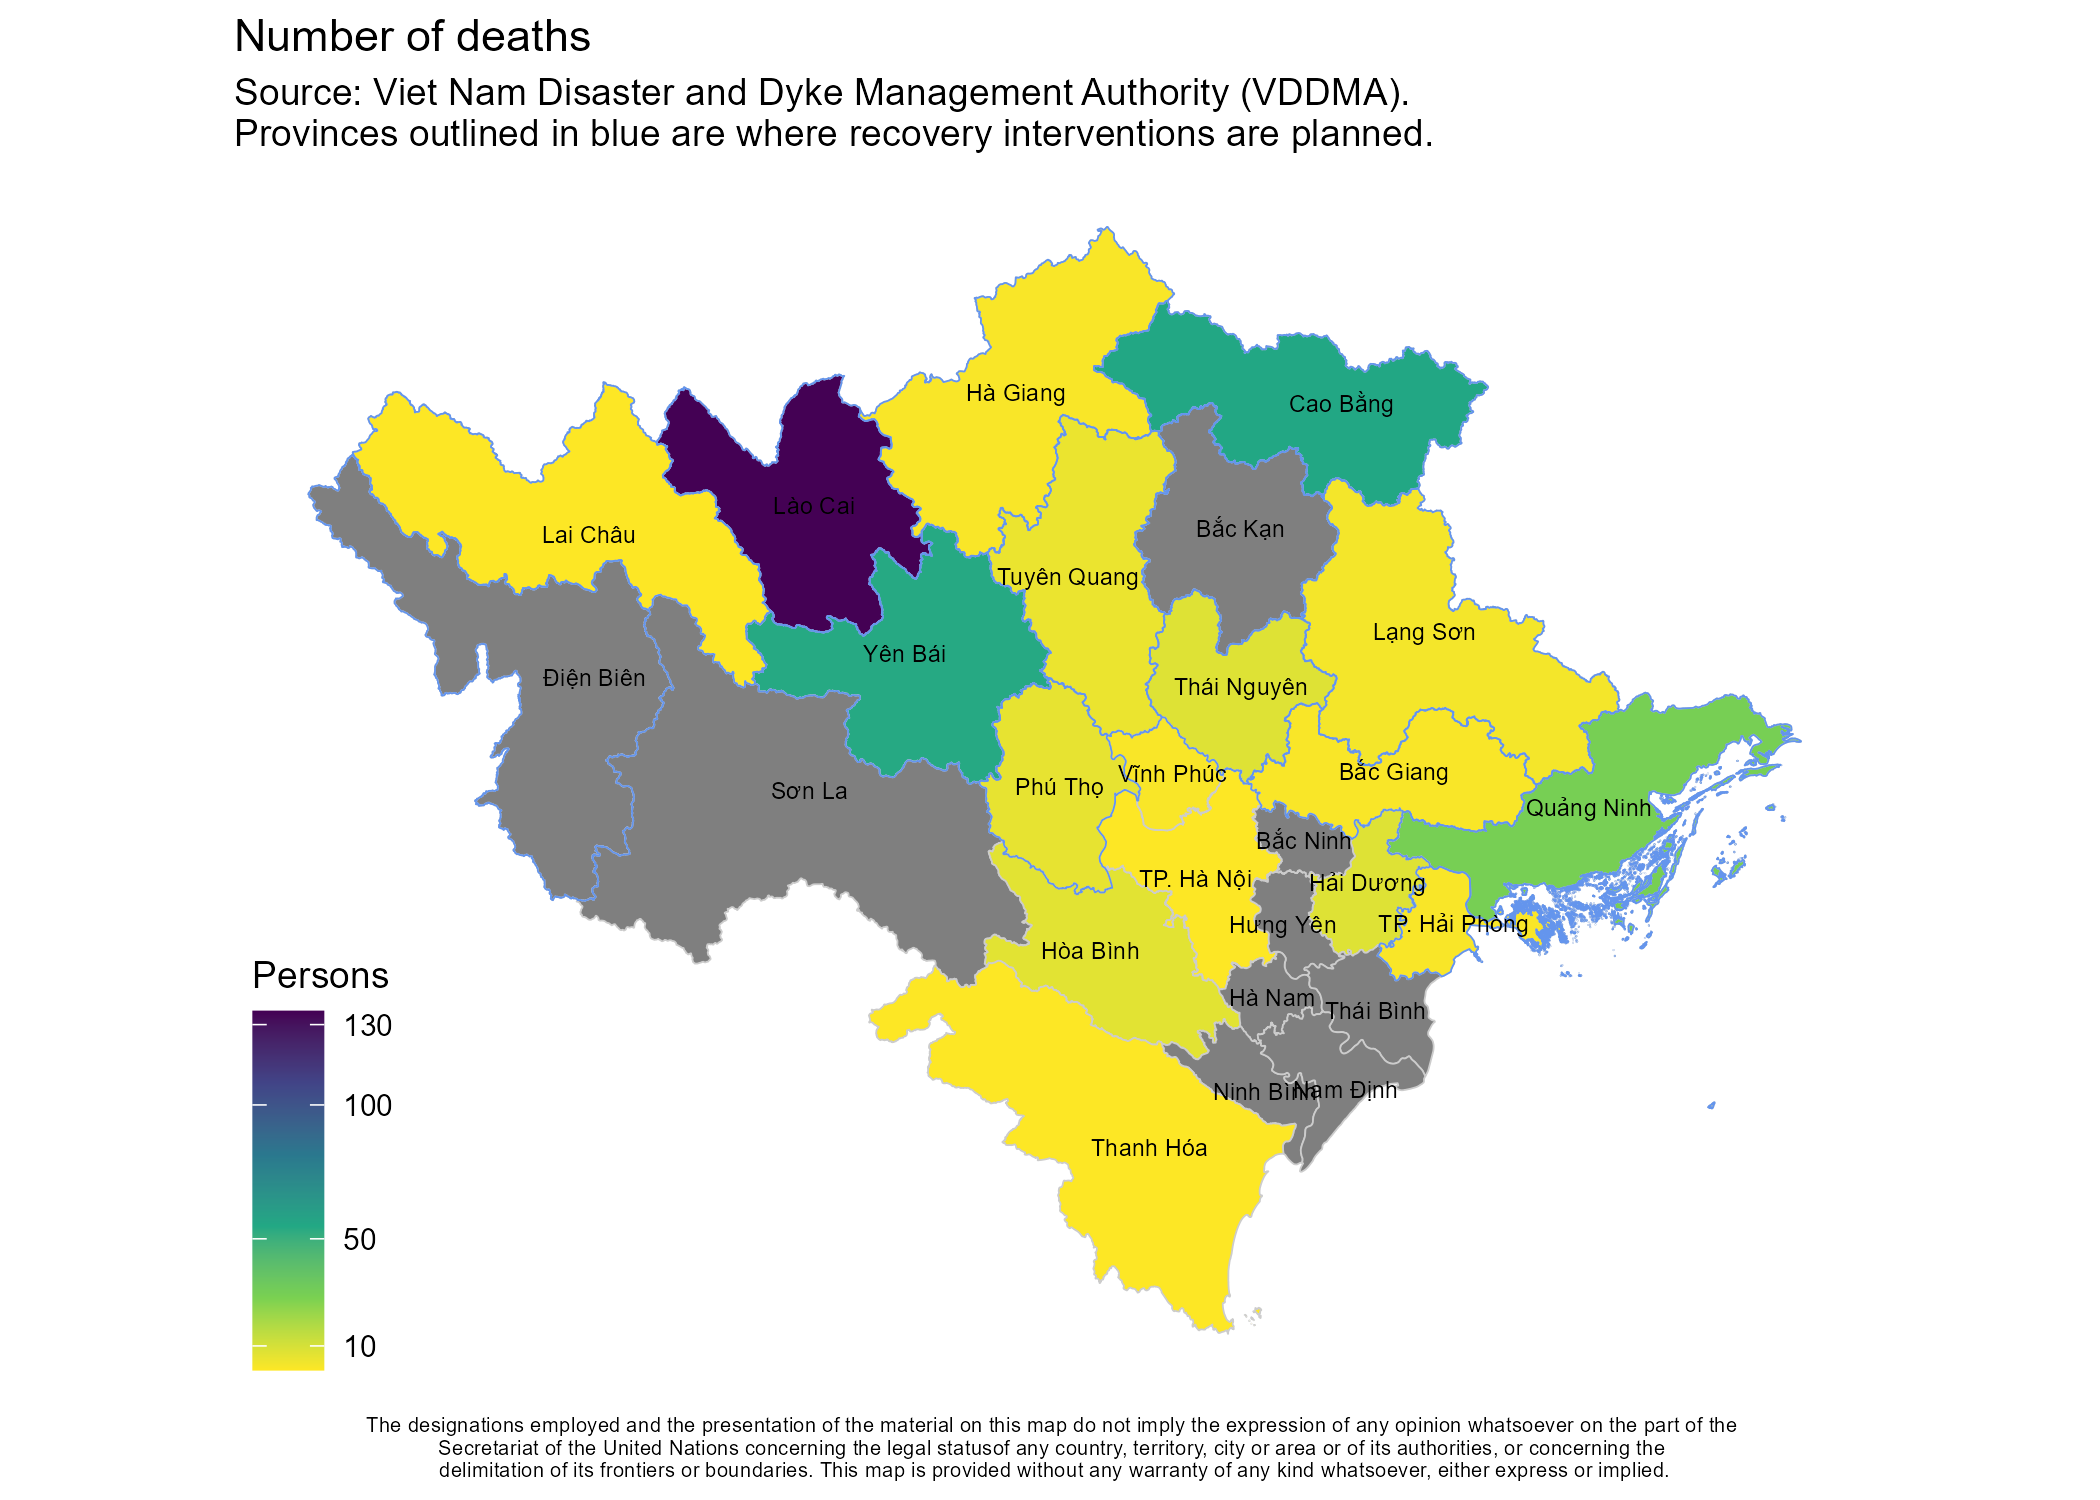 Number of deaths
Source: Viet Nam Disaster and Dyke Management Authority (VDDMA).
Provinces outlined in blue are where recovery interventions are planned.
Hà Giang
Cao Bằng
Lào Cai
Bắc Kạn
Lai Châu
Tuyên Quang
Lạng Sơn
Yên Bái
Điện Biên
Thái Nguyên
Vĩnh Phúc
Bắc Giang
Phú Thọ
Sơn La
Quảng Ninh
Bắc Ninh
TP. Hà Nội
Hải Dương
Hưng Yên
TP. Hải Phòng
Hòa Bình
Hà Nam
Thái Bình
Ninh Bình
Nam Định
Thanh Hóa
Persons
130
100
50
10
The designations employed and the presentation of the material on this map do not imply the expression of any opinion whatsoever on the part of the
Secretariat of the United Nations concerning the legal statusof any country, territory, city or area or of its authorities, or concerning the
delimitation of its frontiers or boundaries. This map is provided without any warranty of any kind whatsoever, either express or implied.